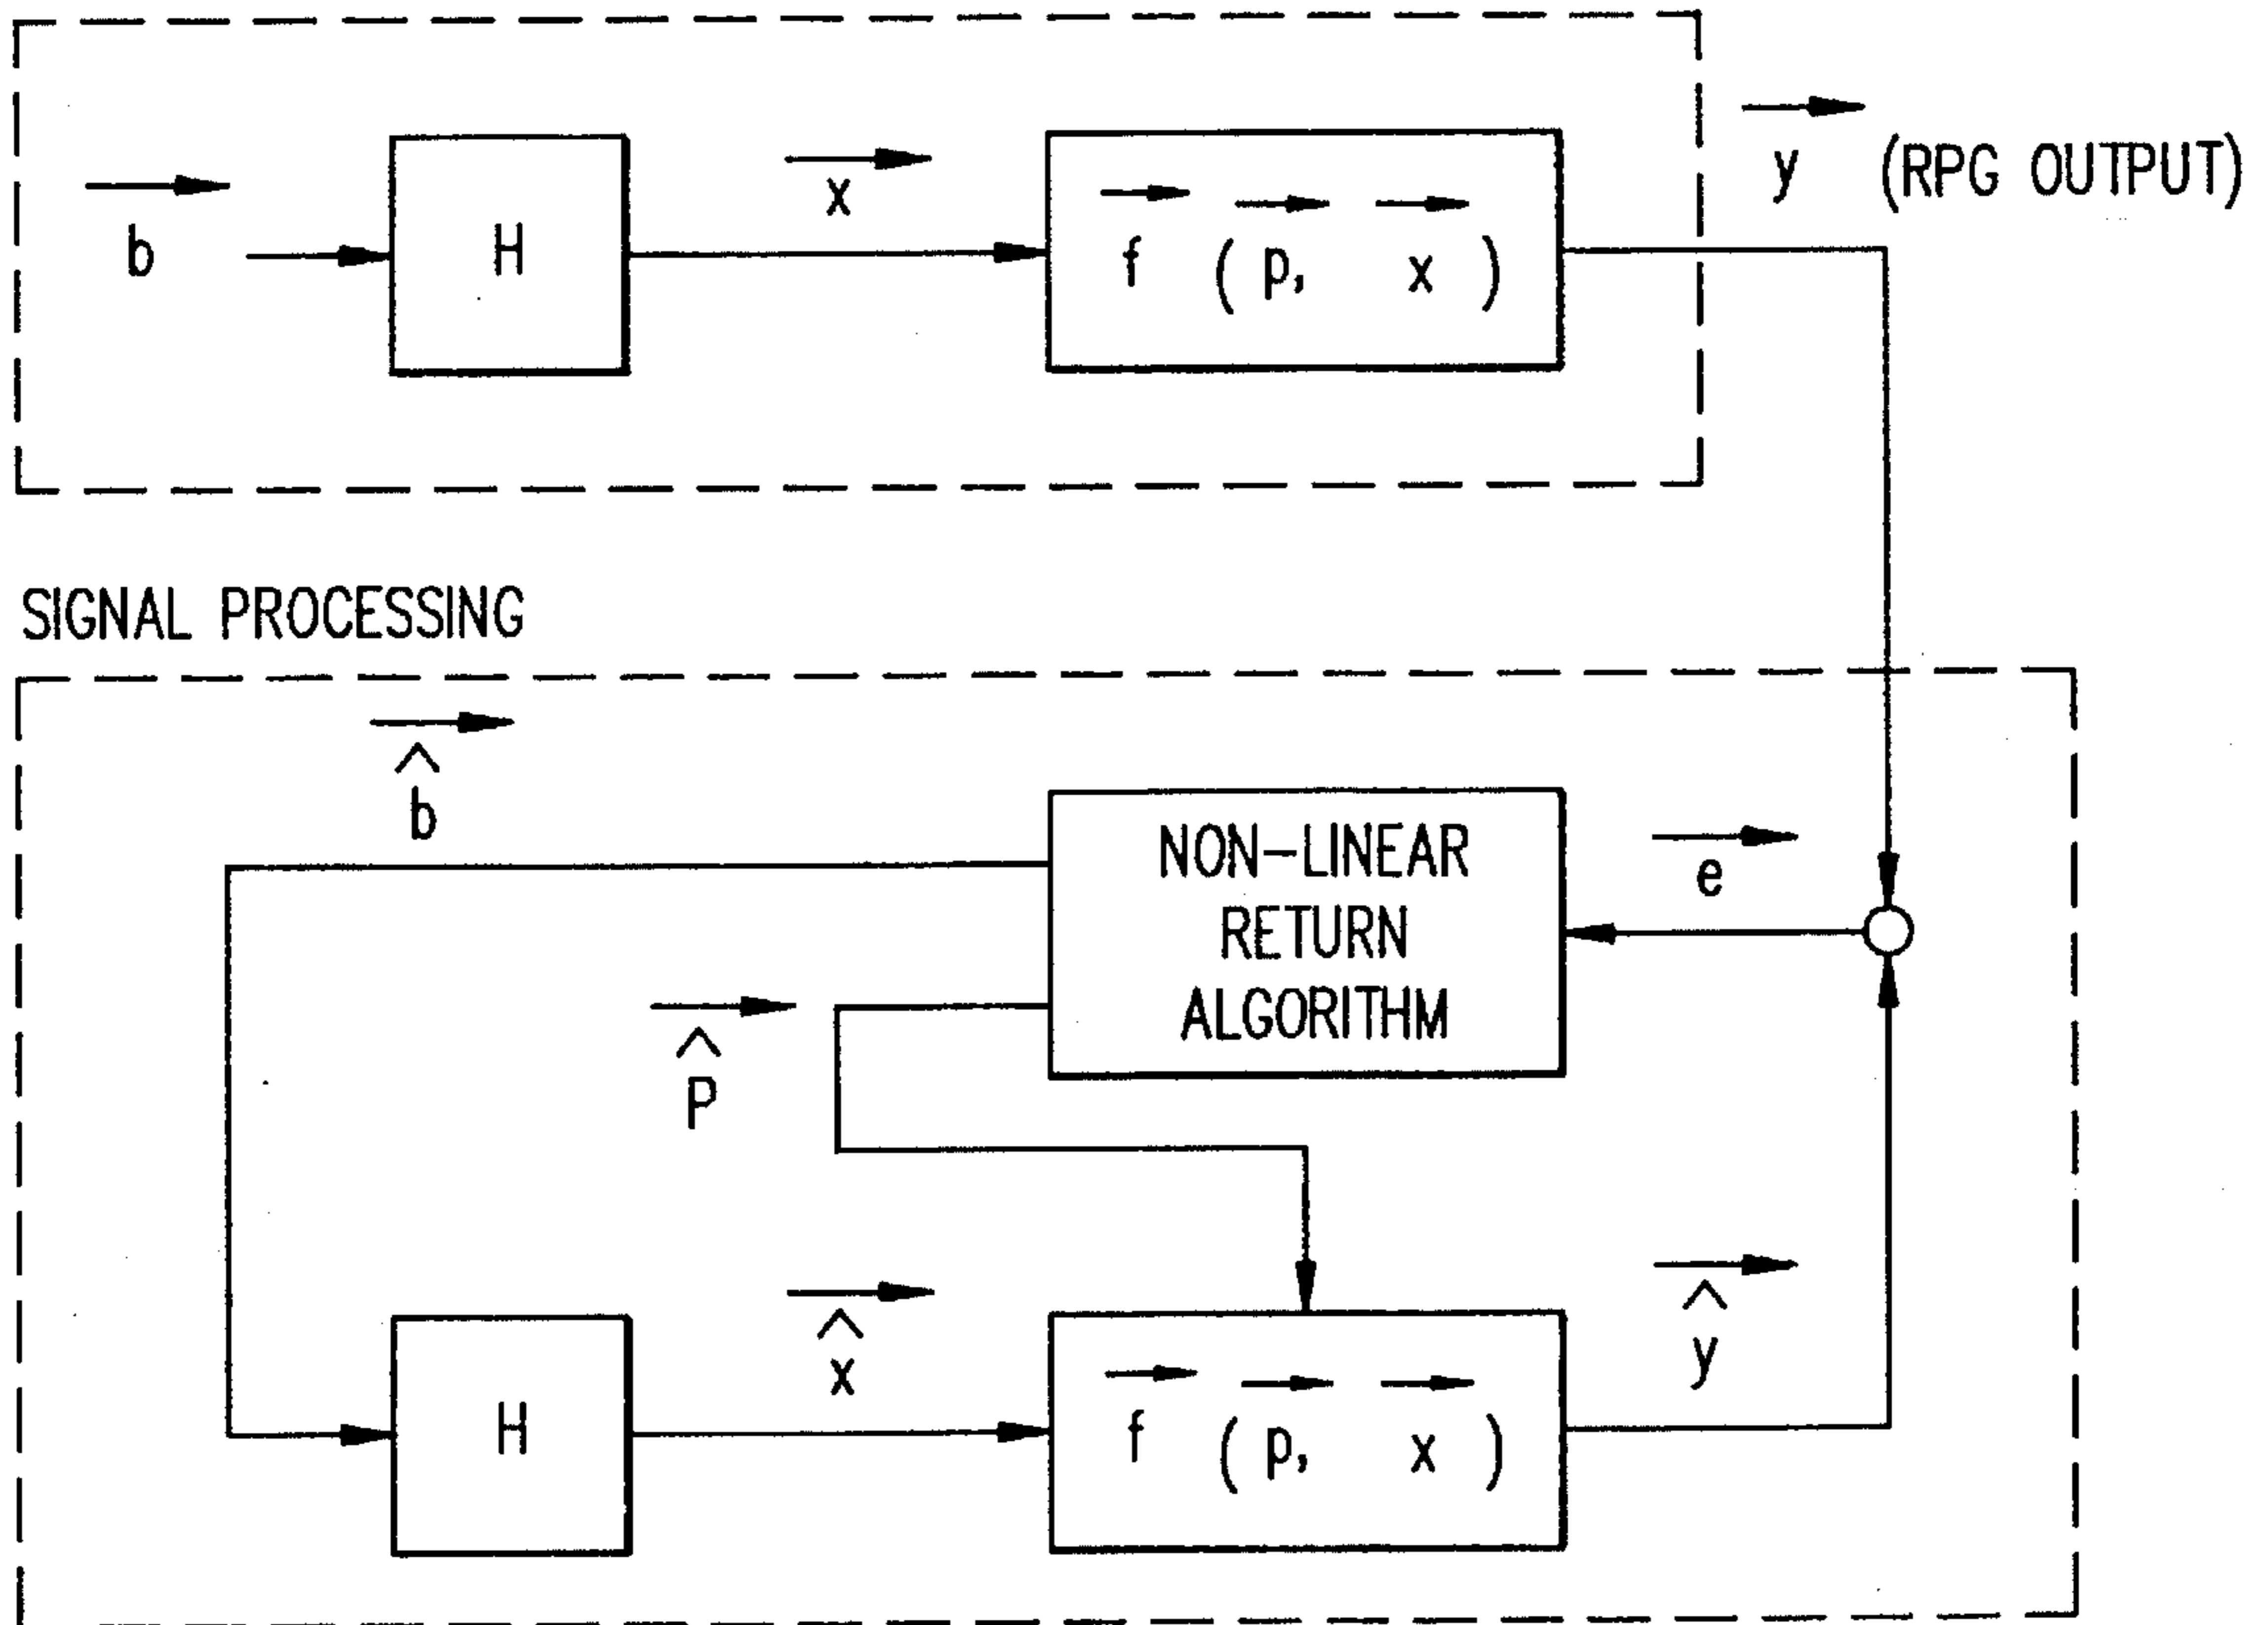 b
H
x
f ( p, x )
y (RPG OUTPUT)
SIGNAL PROCESSING
^
b
NON-LINEAR
RETURN
ALGORITHM
e
^
P
H
^
x
f ( p, x )
^
y